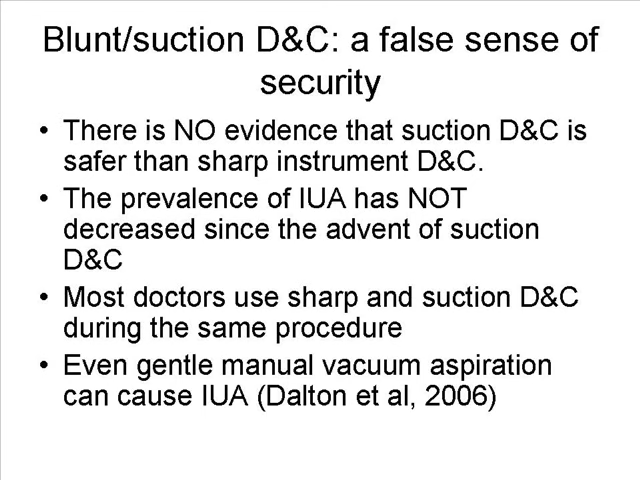 Blunt/suction D&C: a false sense of
security
• There is NO evidence that suction D&C is
safer than sharp instrument D&C.
• The prevalence of IUA has NOT
decreased since the advent of suction
D&C
• Most doctors use sharp and suction D&C
during the same procedure
• Even gentle manual vacuum aspiration
can cause IUA (Dalton et al, 2006)